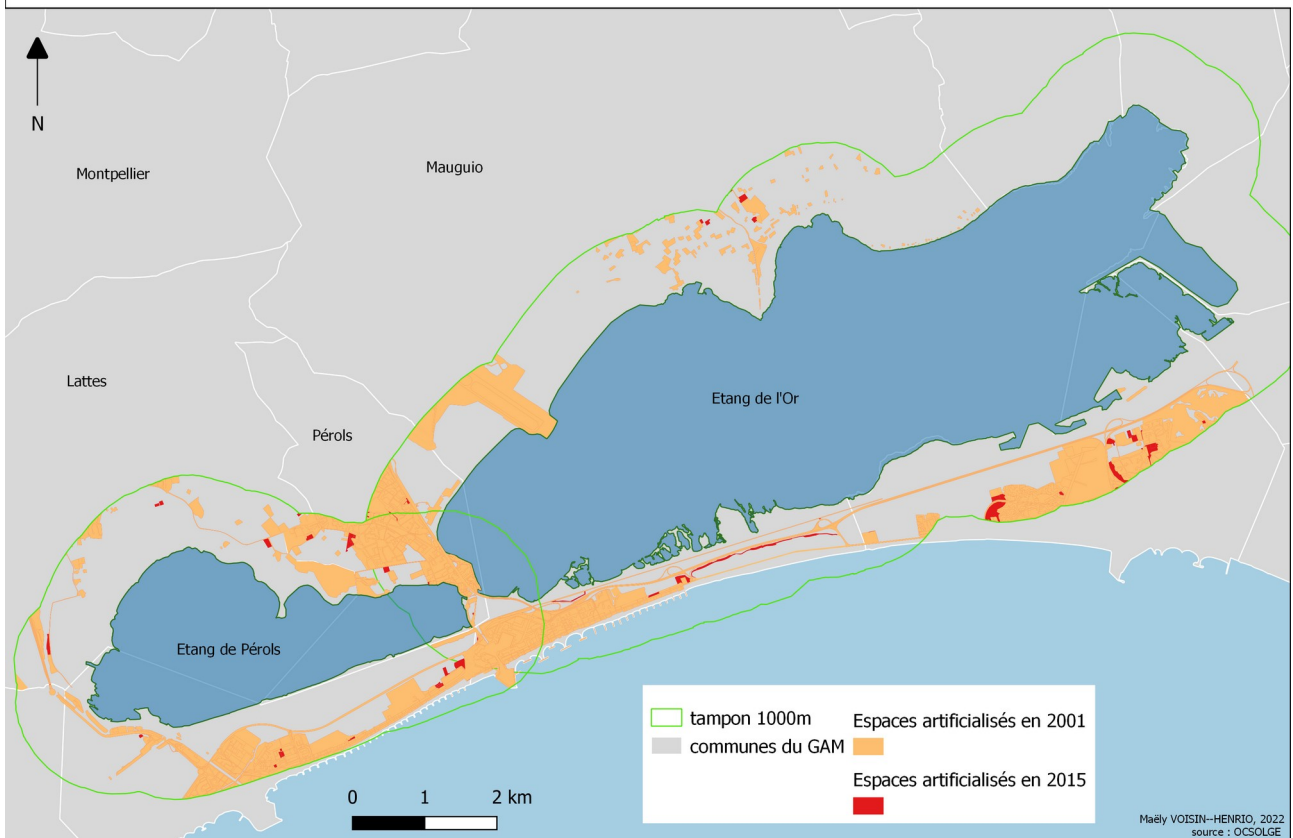 N
Montpellier
Mauguio
Lattes
Pérols
Etang de l'Or
Etang de Pérols
tampon 1000m
communes du GAM
Espaces artificialisés en 2001
Espaces artificialisés en 2015
0 1 2 km
Maëly VOISIN--HENRIO, 2022
source : OCSOLGE